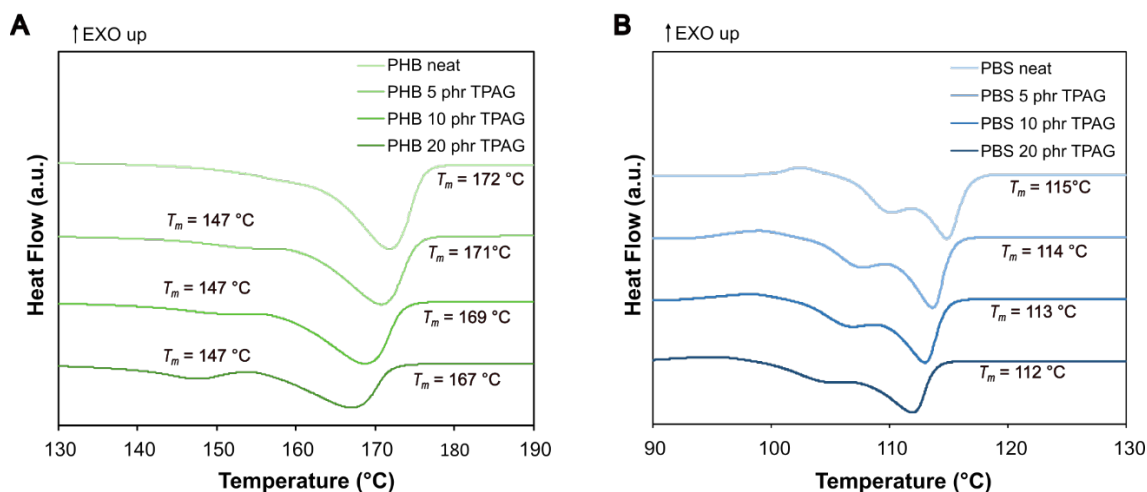 A
↑ EXO up
PHB neat
PHB 5 phr TPAG
PHB 10 phr TPAG
PHB 20 phr TPAG
Tm = 172 °C
Tm = 147 °C
Tm = 171°C
Tm = 147 °C
Tm = 169 °C
Tm = 147 °C
Tm = 167 °C
Heat Flow (a.u.)
130 140 150 160 170 180 190
Temperature (°C)
B
↑ EXO up
PBS neat
PBS 5 phr TPAG
PBS 10 phr TPAG
PBS 20 phr TPAG
Tm = 115°C
Tm = 114 °C
Tm = 113 °C
Tm = 112 °C
Heat Flow (a.u.)
90 100 110 120 130
Temperature (°C)